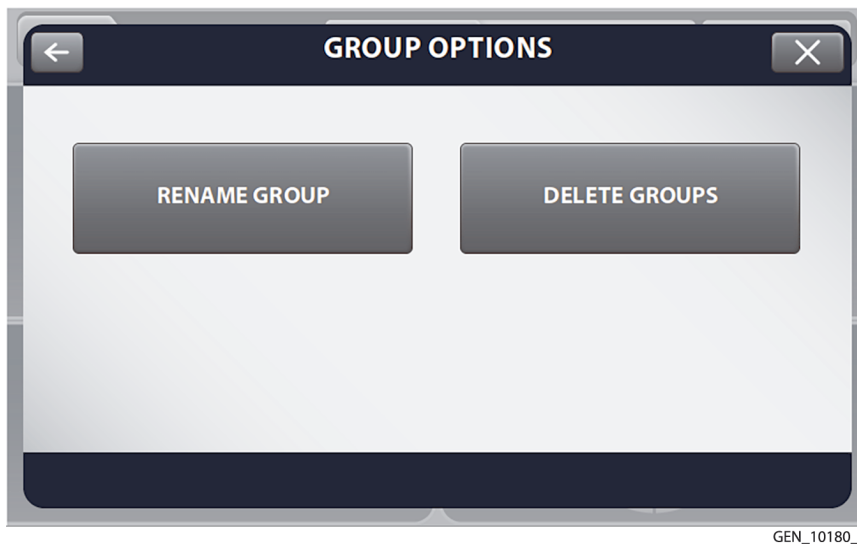 GROUP OPTIONS
RENAME GROUP
DELETE GROUPS
GEN_10180_